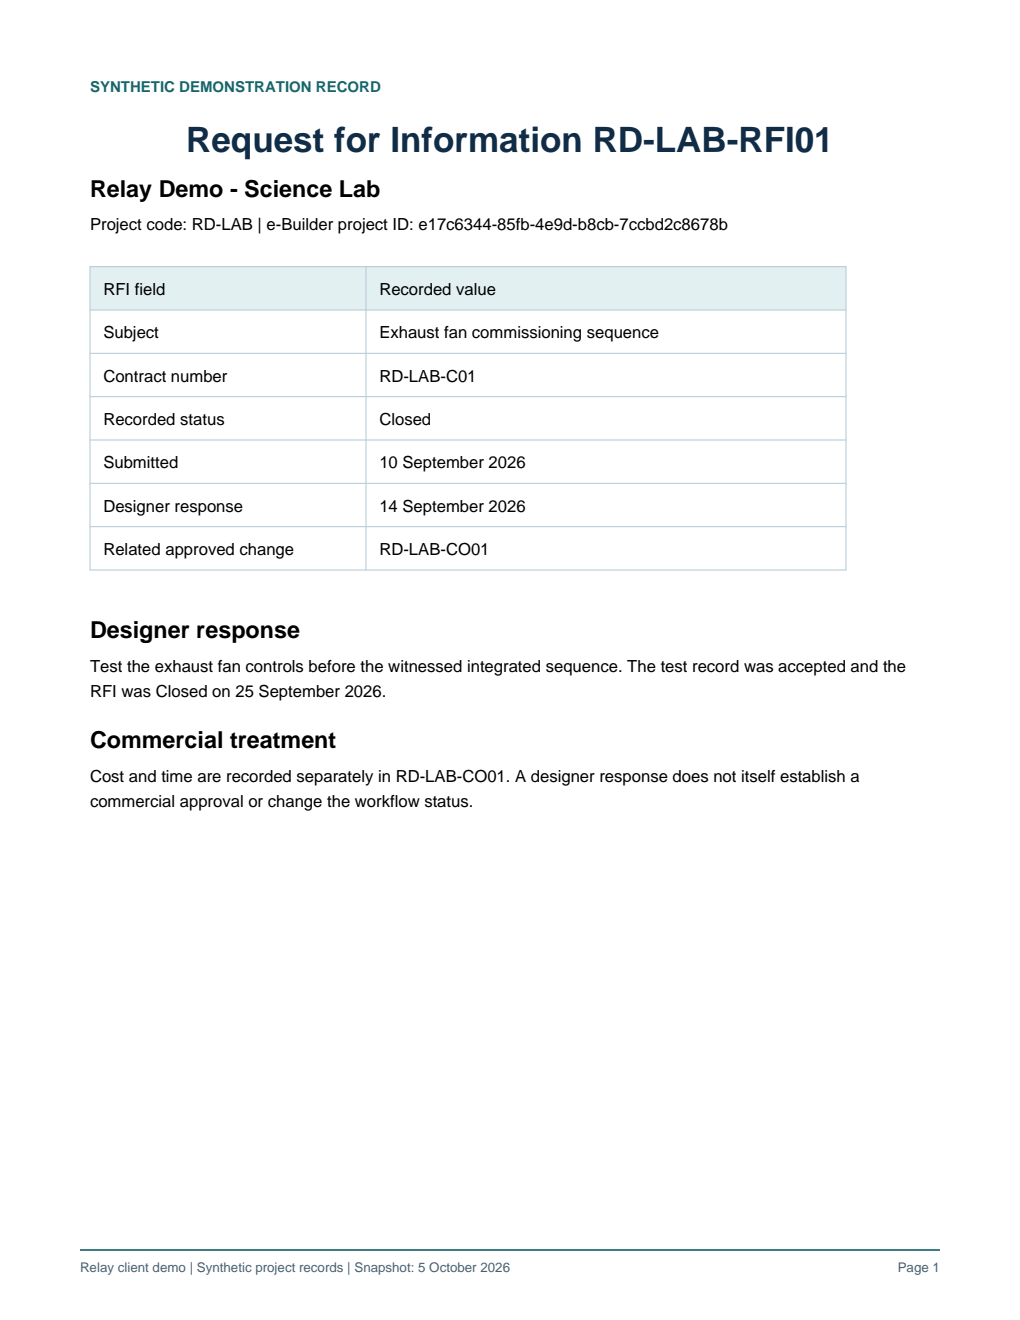 SYNTHETIC DEMONSTRATION RECORD
Request for Information RD-LAB-RFI01
Relay Demo - Science Lab
Project code: RD-LAB | e-Builder project ID: e17c6344-85fb-4e9d-b8cb-7ccbd2c8678b
RFI field Recorded value
Subject Exhaust fan commissioning sequence
Contract number RD-LAB-C01
Recorded status Closed
Submitted 10 September 2026
Designer response 14 September 2026
Related approved change RD-LAB-CO01
Designer response
Test the exhaust fan controls before the witnessed integrated sequence. The test record was accepted and the
RFI was Closed on 25 September 2026.
Commercial treatment
Cost and time are recorded separately in RD-LAB-CO01. A designer response does not itself establish a
commercial approval or change the workflow status.
Relay client demo | Synthetic project records | Snapshot: 5 October 2026 Page 1